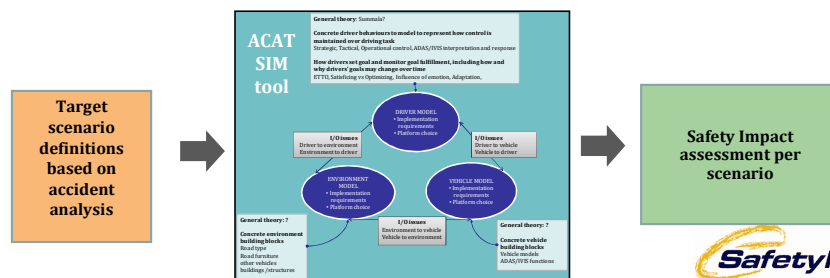 Target
scenario
definitions
based on
accident
analysis
ACAT
SIM
tool
General theory: Summala?
Concrete driver behaviours to model to represent how control is
maintained over driving task
Strategic, Tactical, Operational control, ADAS/IVIS interpretation and response
How drivers set goal and monitor goal fulfillment, including how and
why drivers' goals may change over time
ETTO, Satisficing vs Optimizing, Influence of emotion, Adaptation,
DRIVER MODEL
• Implementation
requirements
• Platform choice
I/O issues
Driver to environment
Environment to driver
I/O issues
Driver to vehicle
Vehicle to driver
ENVIRONMENT
MODEL
• Implementation
requirements
• Platform choice
VEHICLE MODEL
• Implementation
requirements
• Platform choice
I/O issues
Environment to vehicle
Vehicle to environment
General theory: ?
Concrete environment
building blocks
Road type
Road furniture
other vehicles
buildings/structures
General theory: ?
Concrete vehicle
building blocks
Vehicle models
ADAS/IVIS functions
Safety Impact
assessment per
scenario
Safety